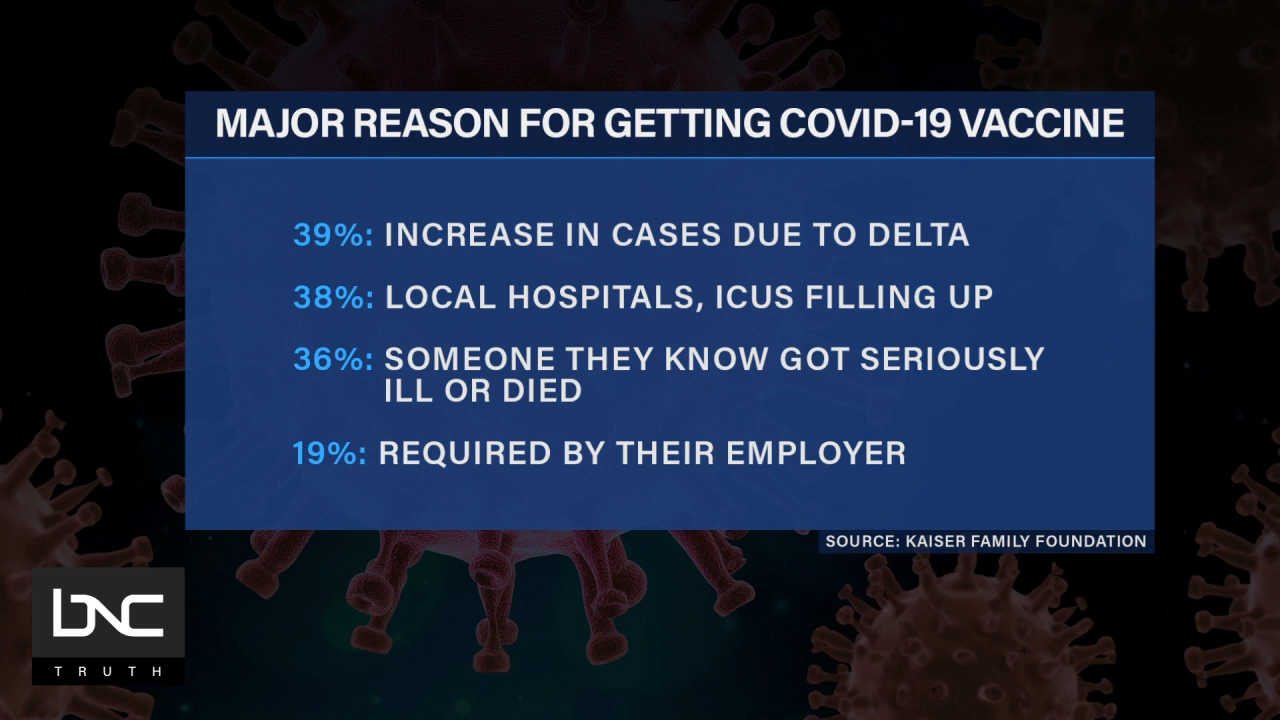 MAJOR REASON FOR GETTING COVID-19 VACCINE
39%: INCREASE IN CASES DUE TO DELTA
38%: LOCAL HOSPITALS, ICUS FILLING UP
36%: SOMEONE THEY KNOW GOT SERIOUSLY
ILL OR DIED
19%: REQUIRED BY THEIR EMPLOYER
SOURCE: KAISER FAMILY FOUNDATION
BNC
TRUTH